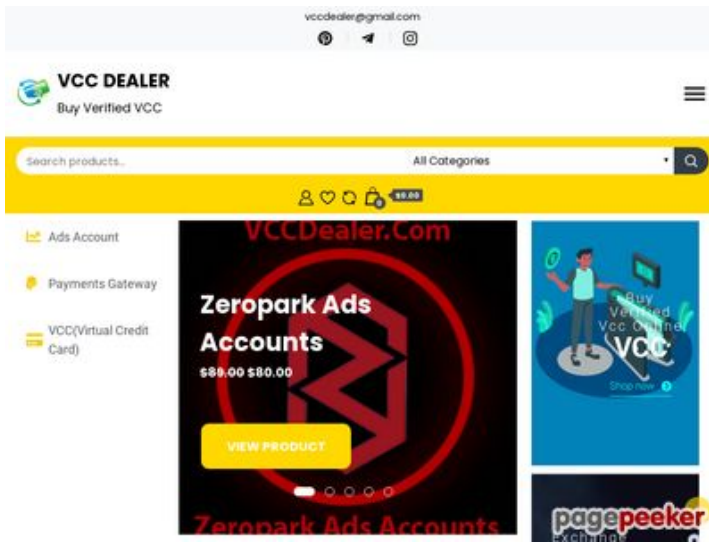 vccdealer@gmail.com
VCC DEALER
Buy Verified VCC
Search products..
All Categories
0
$0.00
Ads Account
Payments Gateway
VCC(Virtual Credit
Card)
VCCDealer.Com
Zeropark Ads
Accounts
$89.00 $80.00
VIEW PRODUCT
Zeropark Ads Accounts
Buy
Verified
Vcc Online
VCC
Shop now
pagepeeker
Exchange